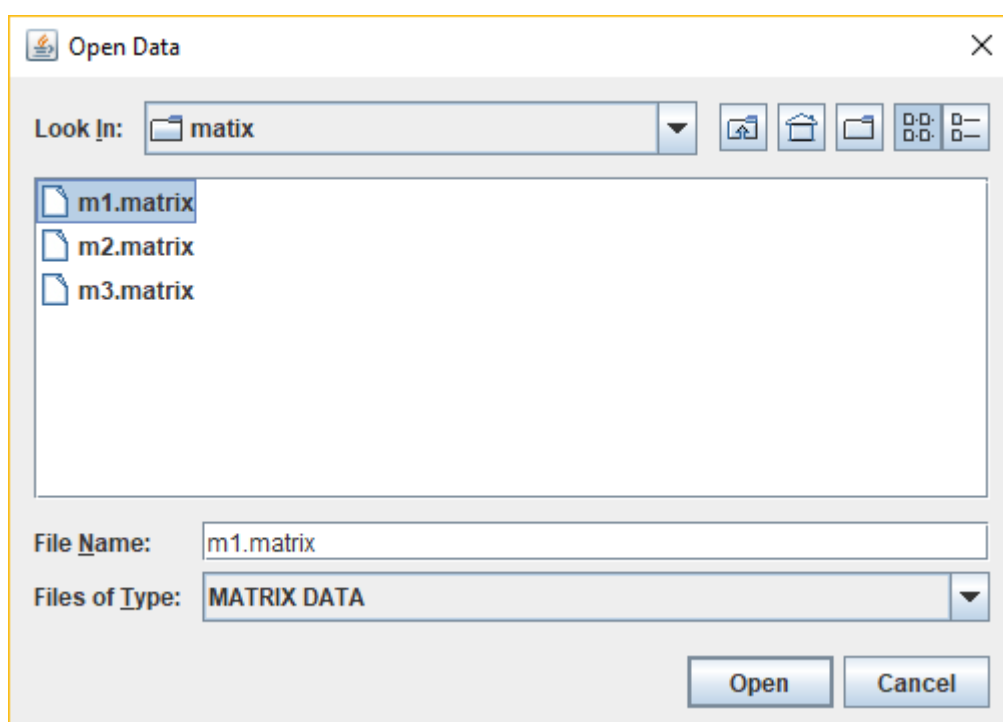 Open Data
Look In: matix
m1.matrix
m2.matrix
m3.matrix
File Name: m1.matrix
Files of Type: MATRIX DATA
Open Cancel